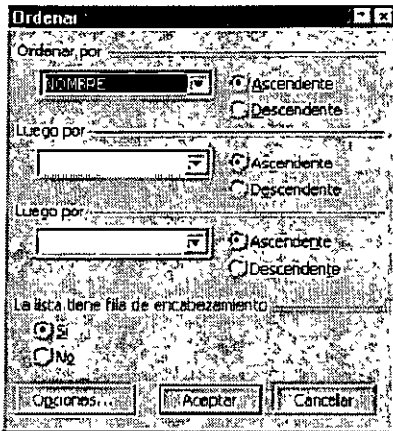 Ordenar
Ordenar por
NOMBRE
Ascendente
Descendente
Luego por
Ascendente
Descendente
Luego por
Ascendente
Descendente
La lista tiene fila de encabezamiento
Sí
No
Opciones...
Aceptar
Cancelar